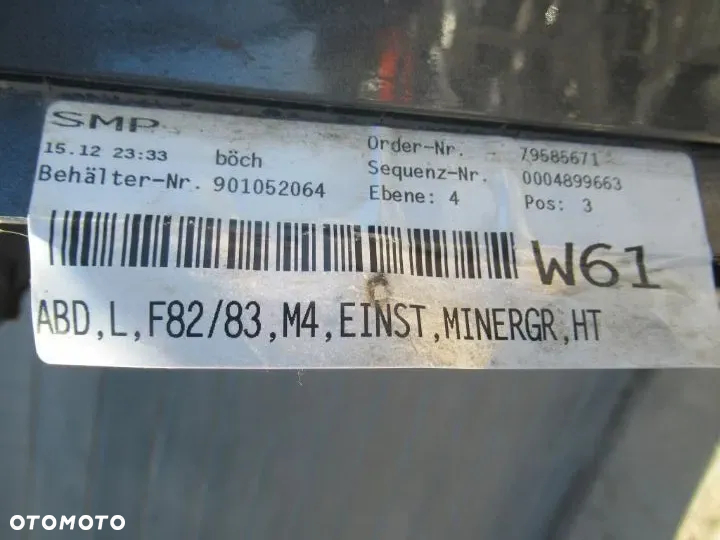 SMP
15.12 23:33 böch Order-Nr. 79585671
Behälter-Nr. 901052064 Sequenz-Nr. 0004899663
Ebene: 4 Pos: 3
W61
ABD,L,F82/83,M4,EINST,MINERGR,HT
OTOMOTO